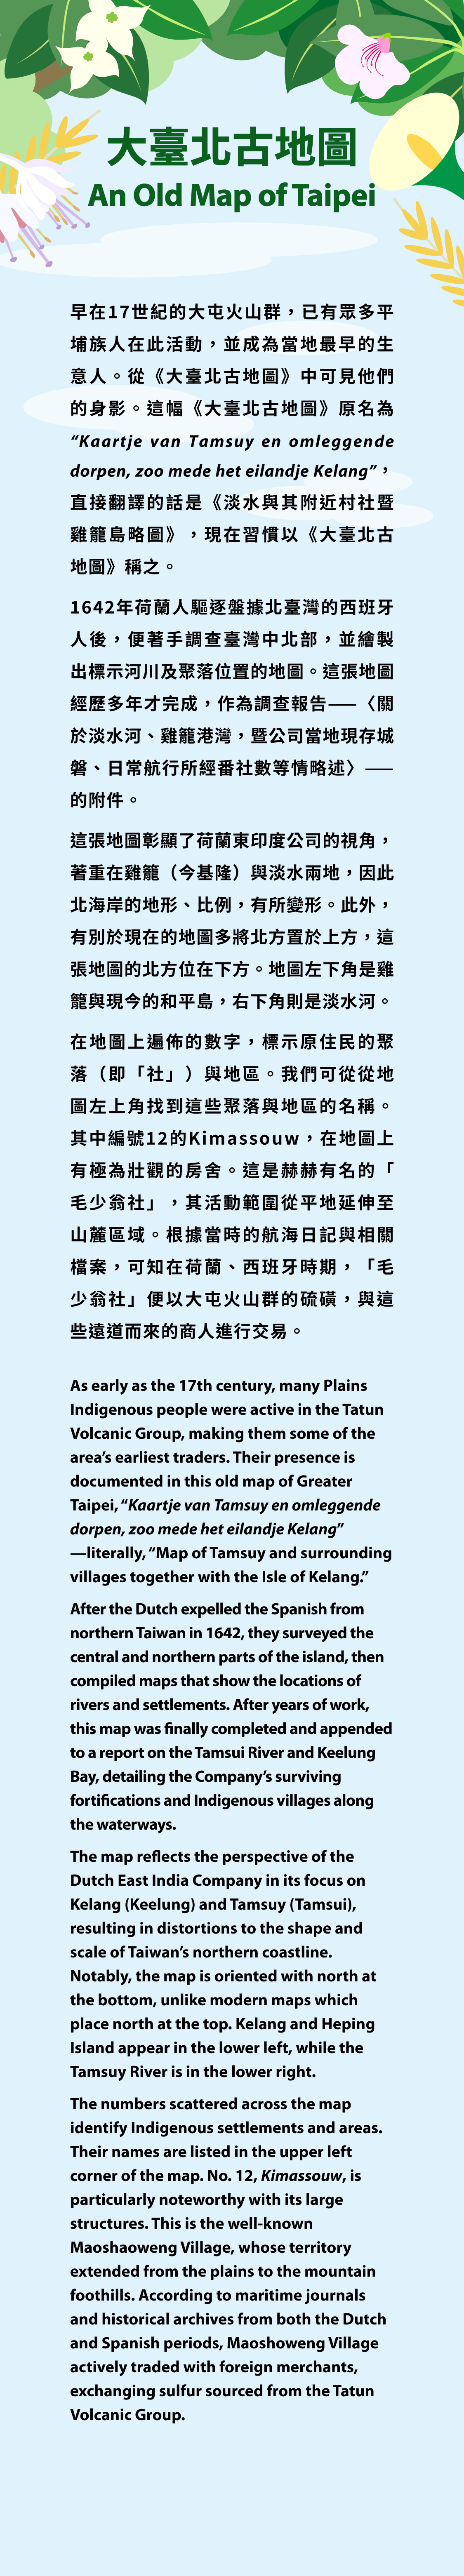 大臺北古地圖
An Old Map of Taipei
早在17世紀的大屯火山群，已有眾多平
埔族人在此活動，並成為當地最早的生
意人。從《大臺北古地圖》中可見他們
的身影。這幅《大臺北古地圖》原名為
“Kaartje van Tamsuy en omleggende
dorpen, zoo mede het eilandje Kelang”，
直接翻譯的話是《淡水與其附近村社暨
雞籠島略圖》，現在習慣以《大臺北古
地圖》稱之。
1642年荷蘭人驅逐盤據北臺灣的西班牙
人後，便著手調查臺灣中北部，並繪製
出標示河川及聚落位置的地圖。這張地圖
經歷多年才完成，作為調查報告——〈關
於淡水河、雞籠港灣，暨公司當地現存城
磐、日常航行所經番社數等情略述〉——
的附件。
這張地圖彰顯了荷蘭東印度公司的視角，
著重在雞籠（今基隆）與淡水兩地，因此
北海岸的地形、比例，有所變形。此外，
有別於現在的地圖多將北方置於上方，這
張地圖的北方位在下方。地圖左下角是雞
籠與現今的和平島，右下角則是淡水河。
在地圖上遍佈的數字，標示原住民的聚
落（即「社」）與地區。我們可從從地
圖左上角找到這些聚落與地區的名稱。
其中編號12的Kimassouw，在地圖上
有極為壯觀的房舍。這是赫赫有名的「
毛少翁社」，其活動範圍從平地延伸至
山麓區域。根據當時的航海日記與相關
檔案，可知在荷蘭、西班牙時期，「毛
少翁社」便以大屯火山群的硫磺，與這
些遠道而來的商人進行交易。
As early as the 17th century, many Plains
Indigenous people were active in the Tatun
Volcanic Group, making them some of the
area’s earliest traders. Their presence is
documented in this old map of Greater
Taipei, “Kaartje van Tamsuy en omleggende
dorpen, zoo mede het eilandje Kelang”
—literally, “Map of Tamsuy and surrounding
villages together with the Isle of Kelang.”
After the Dutch expelled the Spanish from
northern Taiwan in 1642, they surveyed the
central and northern parts of the island, then
compiled maps that show the locations of
rivers and settlements. After years of work,
this map was finally completed and appended
to a report on the Tamsui River and Keelung
Bay, detailing the Company’s surviving
fortifications and Indigenous villages along
the waterways.
The map reflects the perspective of the
Dutch East India Company in its focus on
Kelang (Keelung) and Tamsuy (Tamsui),
resulting in distortions to the shape and
scale of Taiwan’s northern coastline.
Notably, the map is oriented with north at
the bottom, unlike modern maps which
place north at the top. Kelang and Heping
Island appear in the lower left, while the
Tamsuy River is in the lower right.
The numbers scattered across the map
identify Indigenous settlements and areas.
Their names are listed in the upper left
corner of the map. No. 12, Kimassouw, is
particularly noteworthy with its large
structures. This is the well-known
Maoshaoweng Village, whose territory
extended from the plains to the mountain
foothills. According to maritime journals
and historical archives from both the Dutch
and Spanish periods, Maoshoweng Village
actively traded with foreign merchants,
exchanging sulfur sourced from the Tatun
Volcanic Group.